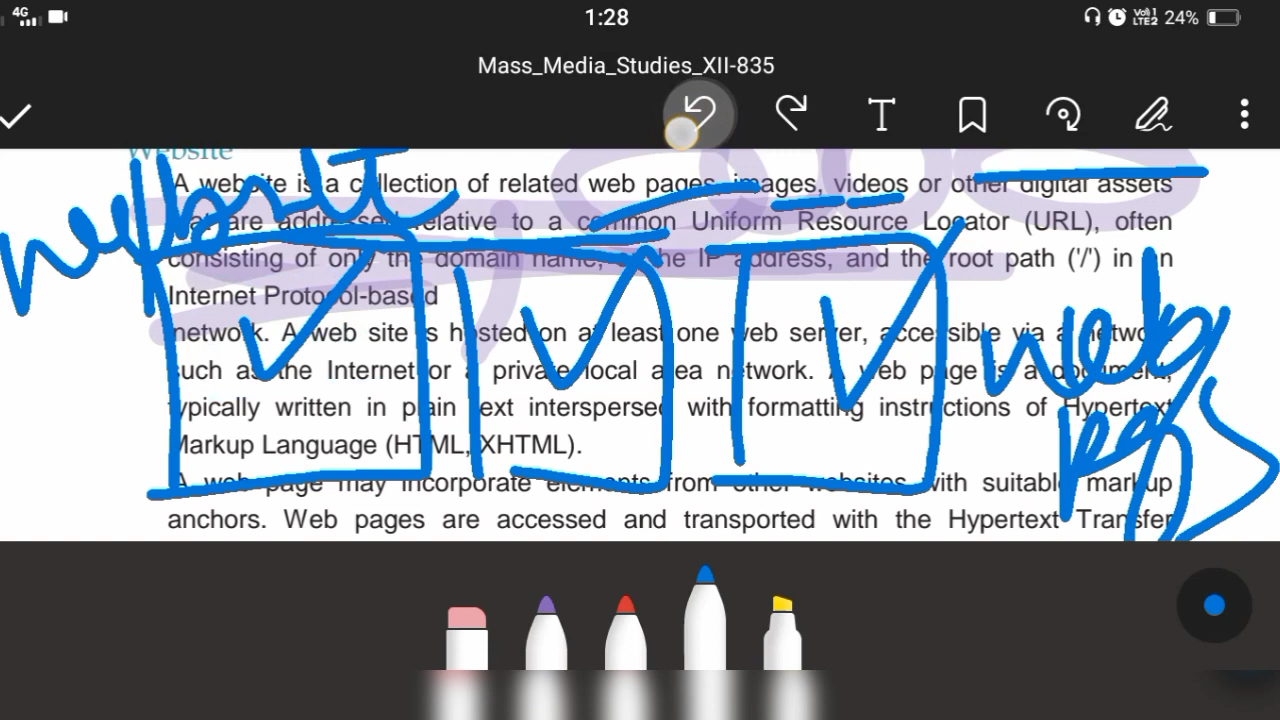 4G 1:28 Vo) 1 LTE2 24%
Mass_Media_Studies_XII-835
T
Website
A website is a collection of related web pages, images, videos or other digital assets
that are addressed relative to a common Uniform Resource Locator (URL), often
consisting of only the domain name, or the IP address, and the root path ('/') in an
Internet Protocol-based
network. A web site is hosted on at least one web server, accessible via a network
such as the Internet or a private local area network. A web page is a document,
typically written in plain text interspersed with formatting instructions of Hypertext
Markup Language (HTML, XHTML).
A web page may incorporate elements from other websites with suitable markup
anchors. Web pages are accessed and transported with the Hypertext Transfer
website
web